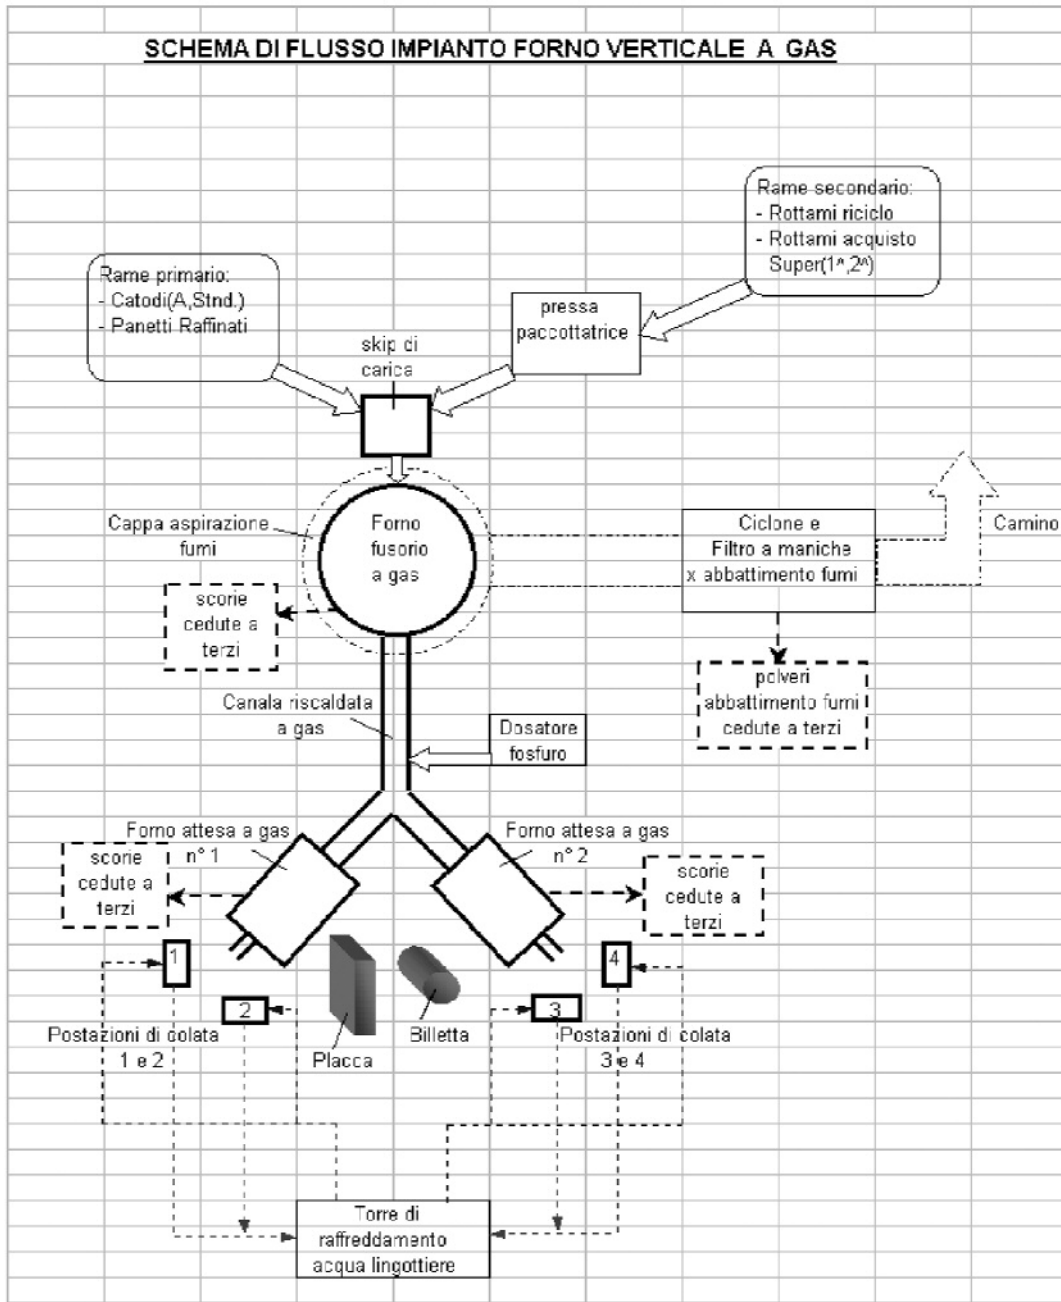 SCHEMA DI FLUSSO IMPIANTO FORNO VERTICALE A GAS
Rame secondario:
- Rottami riciclo
- Rottami acquisto
Super(1^,2^)
Rame primario:
- Catodi(A,Stnd.)
- Panetti Raffinati
pressa
paccottatrice
skip di
carica
Cappa aspirazione
fumi
Forno
fusorio
a gas
Ciclone e
Filtro a maniche
x abbattimento fumi
Camino
scorie
cedute a
terzi
polveri
abbattimento fumi
cedute a terzi
Canala riscaldata
a gas
Dosatore
fosfuro
Forno attesa a gas
n° 1
Forno attesa a gas
n° 2
scorie
cedute a
terzi
scorie
cedute a
terzi
1
2
3
4
Postazioni di colata
1 e 2
Placca
Billetta
Postazioni di colata
3 e 4
Torre di
raffreddamento
acqua lingottiere